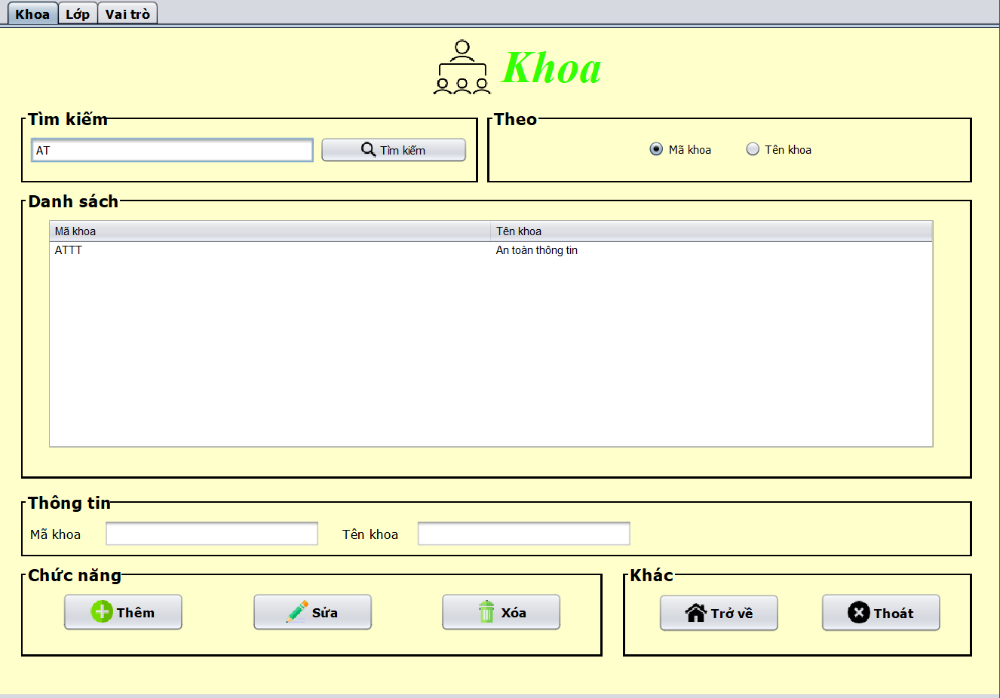 Khoa Lớp Vai trò
Khoa
Tìm kiếm
AT Tìm kiếm
Theo
Mã khoa Tên khoa
Danh sách
Mã khoa Tên khoa
ATTT An toàn thông tin
Thông tin
Mã khoa Tên khoa
Chức năng
Thêm Sửa Xóa
Khác
Trở về Thoát